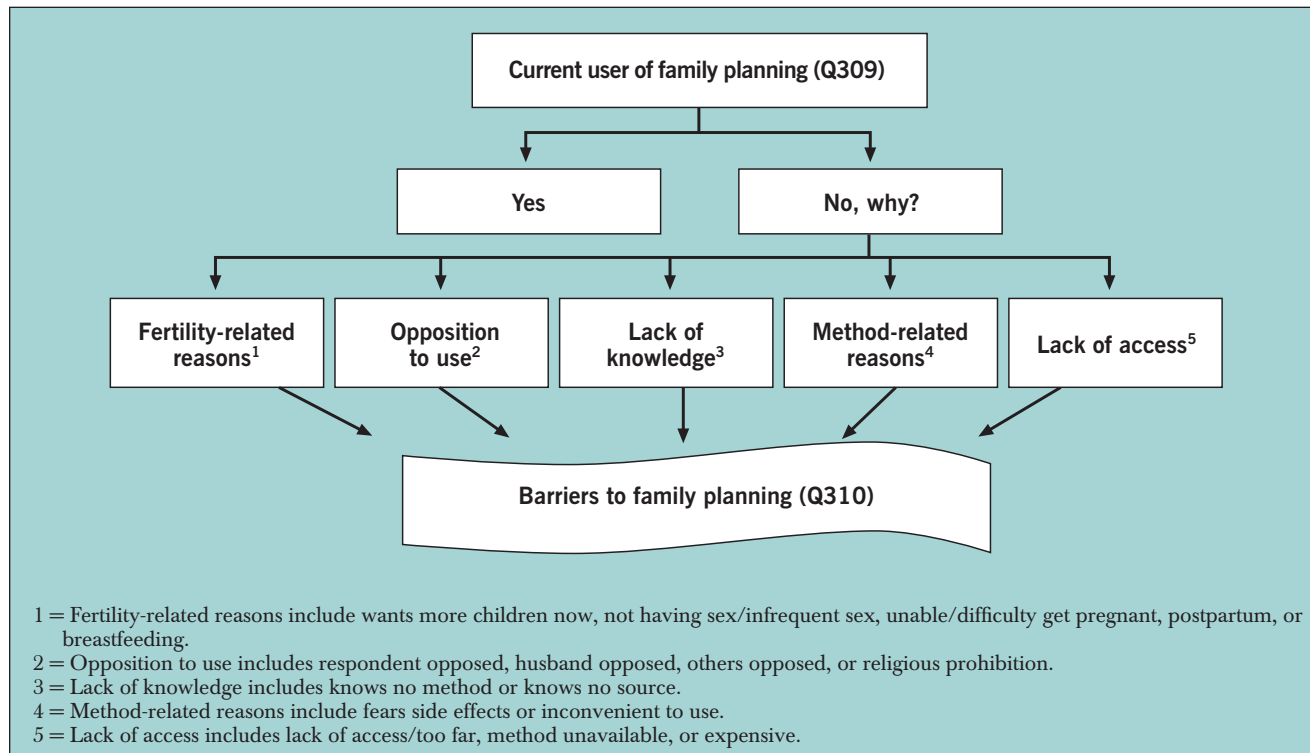 Current user of family planning (Q309)
Yes
No, why?
Fertility-related
reasons¹
Opposition
to use²
Lack of
knowledge³
Method-related
reasons⁴
Lack of access⁵
Barriers to family planning (Q310)
1 = Fertility-related reasons include wants more children now, not having sex/infrequent sex, unable/difficulty get pregnant, postpartum, or
breastfeeding.
2 = Opposition to use includes respondent opposed, husband opposed, others opposed, or religious prohibition.
3 = Lack of knowledge includes knows no method or knows no source.
4 = Method-related reasons include fears side effects or inconvenient to use.
5 = Lack of access includes lack of access/too far, method unavailable, or expensive.